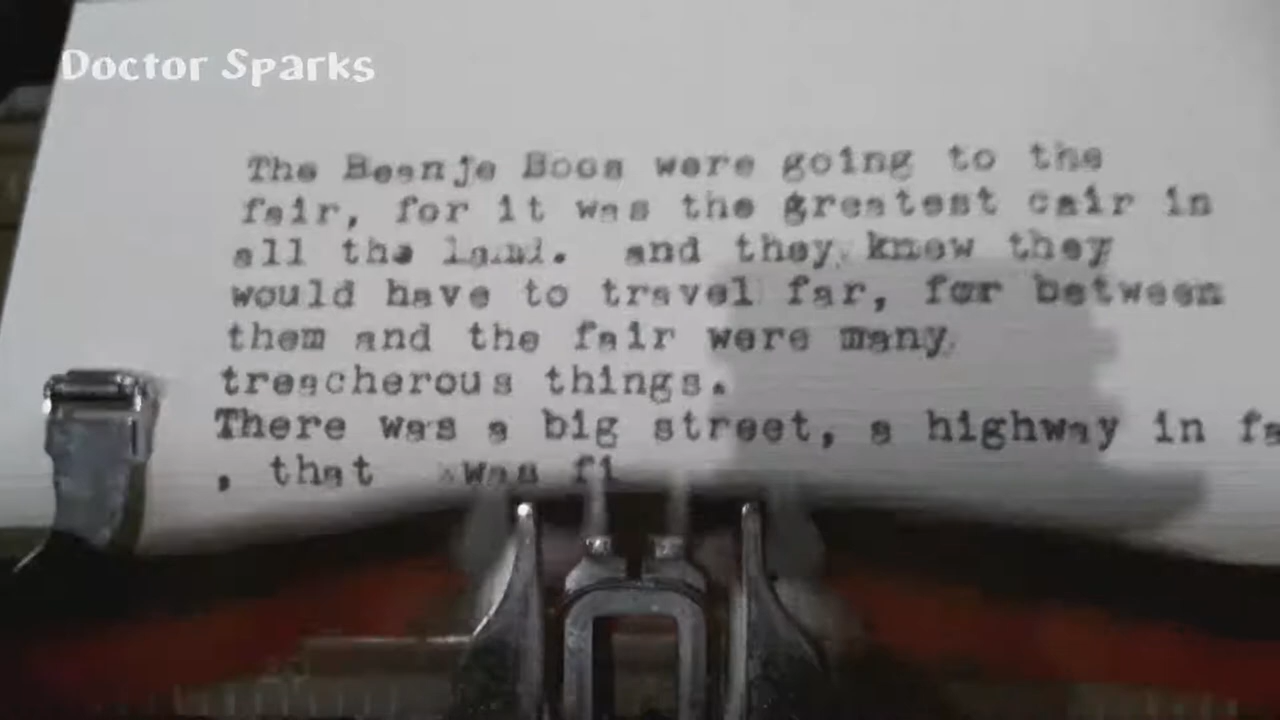 Doctor Sparks
The Beanje Boos were going to the
fair, for it was the greatest cair in
all the land. and they knew they
would have to travel far, for between
them and the fair were many
treacherous things.
There was a big street, a highway in fa
, that was fi